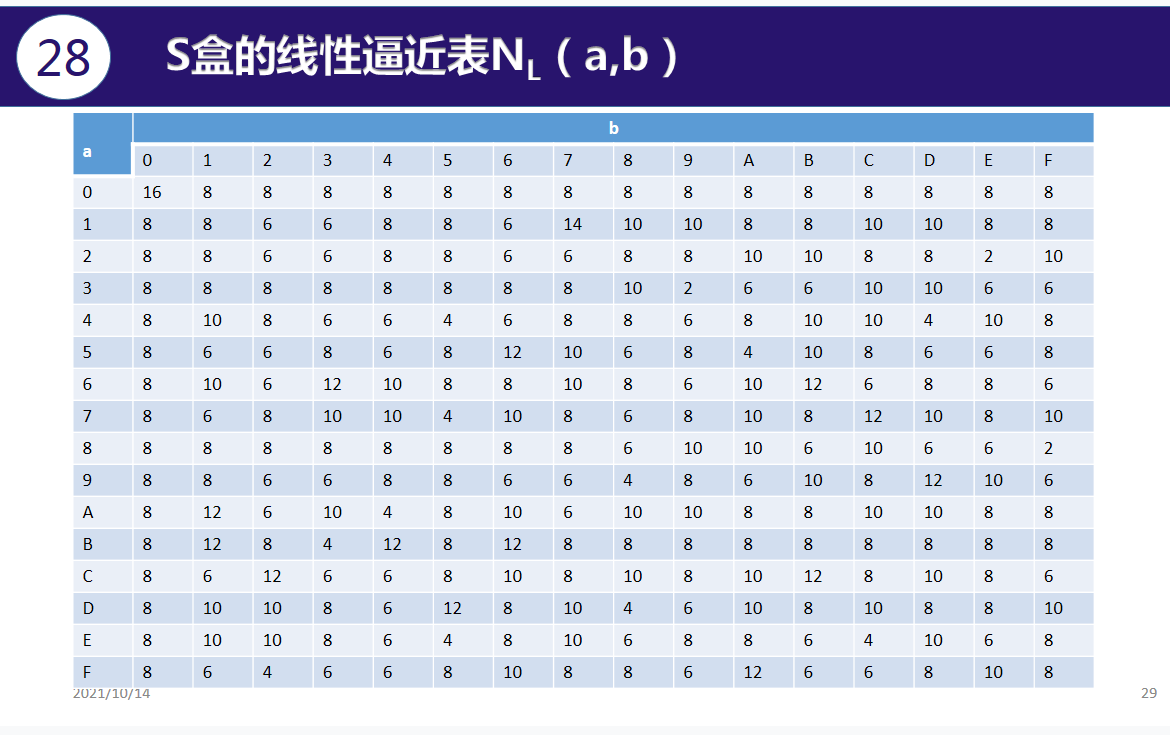 28
S盒的线性逼近表NL（a,b）
a b
0 1 2 3 4 5 6 7 8 9 A B C D E F
0 16 8 8 8 8 8 8 8 8 8 8 8 8 8 8 8
1 8 8 6 6 8 8 6 14 10 10 8 8 10 10 8 8
2 8 8 6 6 8 8 6 6 8 8 10 10 8 8 2 10
3 8 8 8 8 8 8 8 8 10 2 6 6 10 10 6 6
4 8 10 8 6 6 4 6 8 8 6 8 10 10 4 10 8
5 8 6 6 8 6 8 12 10 6 8 4 10 8 6 6 8
6 8 10 6 12 10 8 8 10 8 6 10 12 6 8 8 6
7 8 6 8 10 10 4 10 8 6 8 10 8 12 10 8 10
8 8 8 8 8 8 8 8 8 6 10 10 6 10 6 6 2
9 8 8 6 6 8 8 6 6 4 8 6 10 8 12 10 6
A 8 12 6 10 4 8 10 6 10 10 8 8 10 10 8 8
B 8 12 8 4 12 8 12 8 8 8 8 8 8 8 8 8
C 8 6 12 6 6 8 10 8 10 8 10 12 8 10 8 6
D 8 10 10 8 6 12 8 10 4 6 10 8 10 8 8 10
E 8 10 10 8 6 4 8 10 6 8 8 6 4 10 6 8
F 8 6 4 6 6 8 10 8 8 6 12 6 6 8 10 8
2021/10/14
29